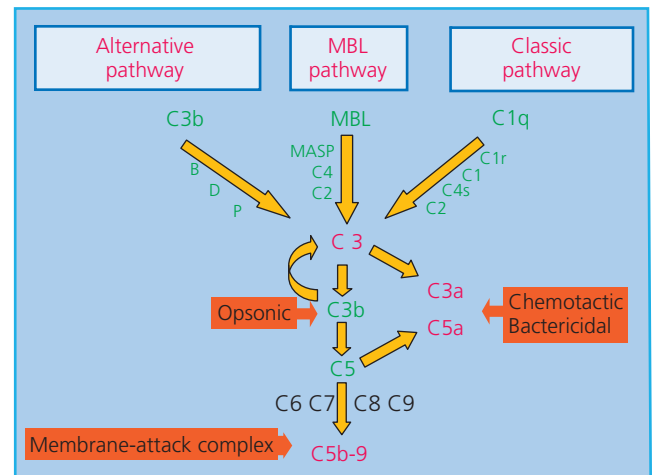 Alternative
pathway
MBL
pathway
Classic
pathway
C3b
MBL
C1q
B
D
P
MASP
C4
C2
C1r
C1
C4s
C2
C 3
C3a
Opsonic
C3b
C5a
Chemotactic
Bactericidal
C5
C6 C7 C8 C9
Membrane-attack complex
C5b-9